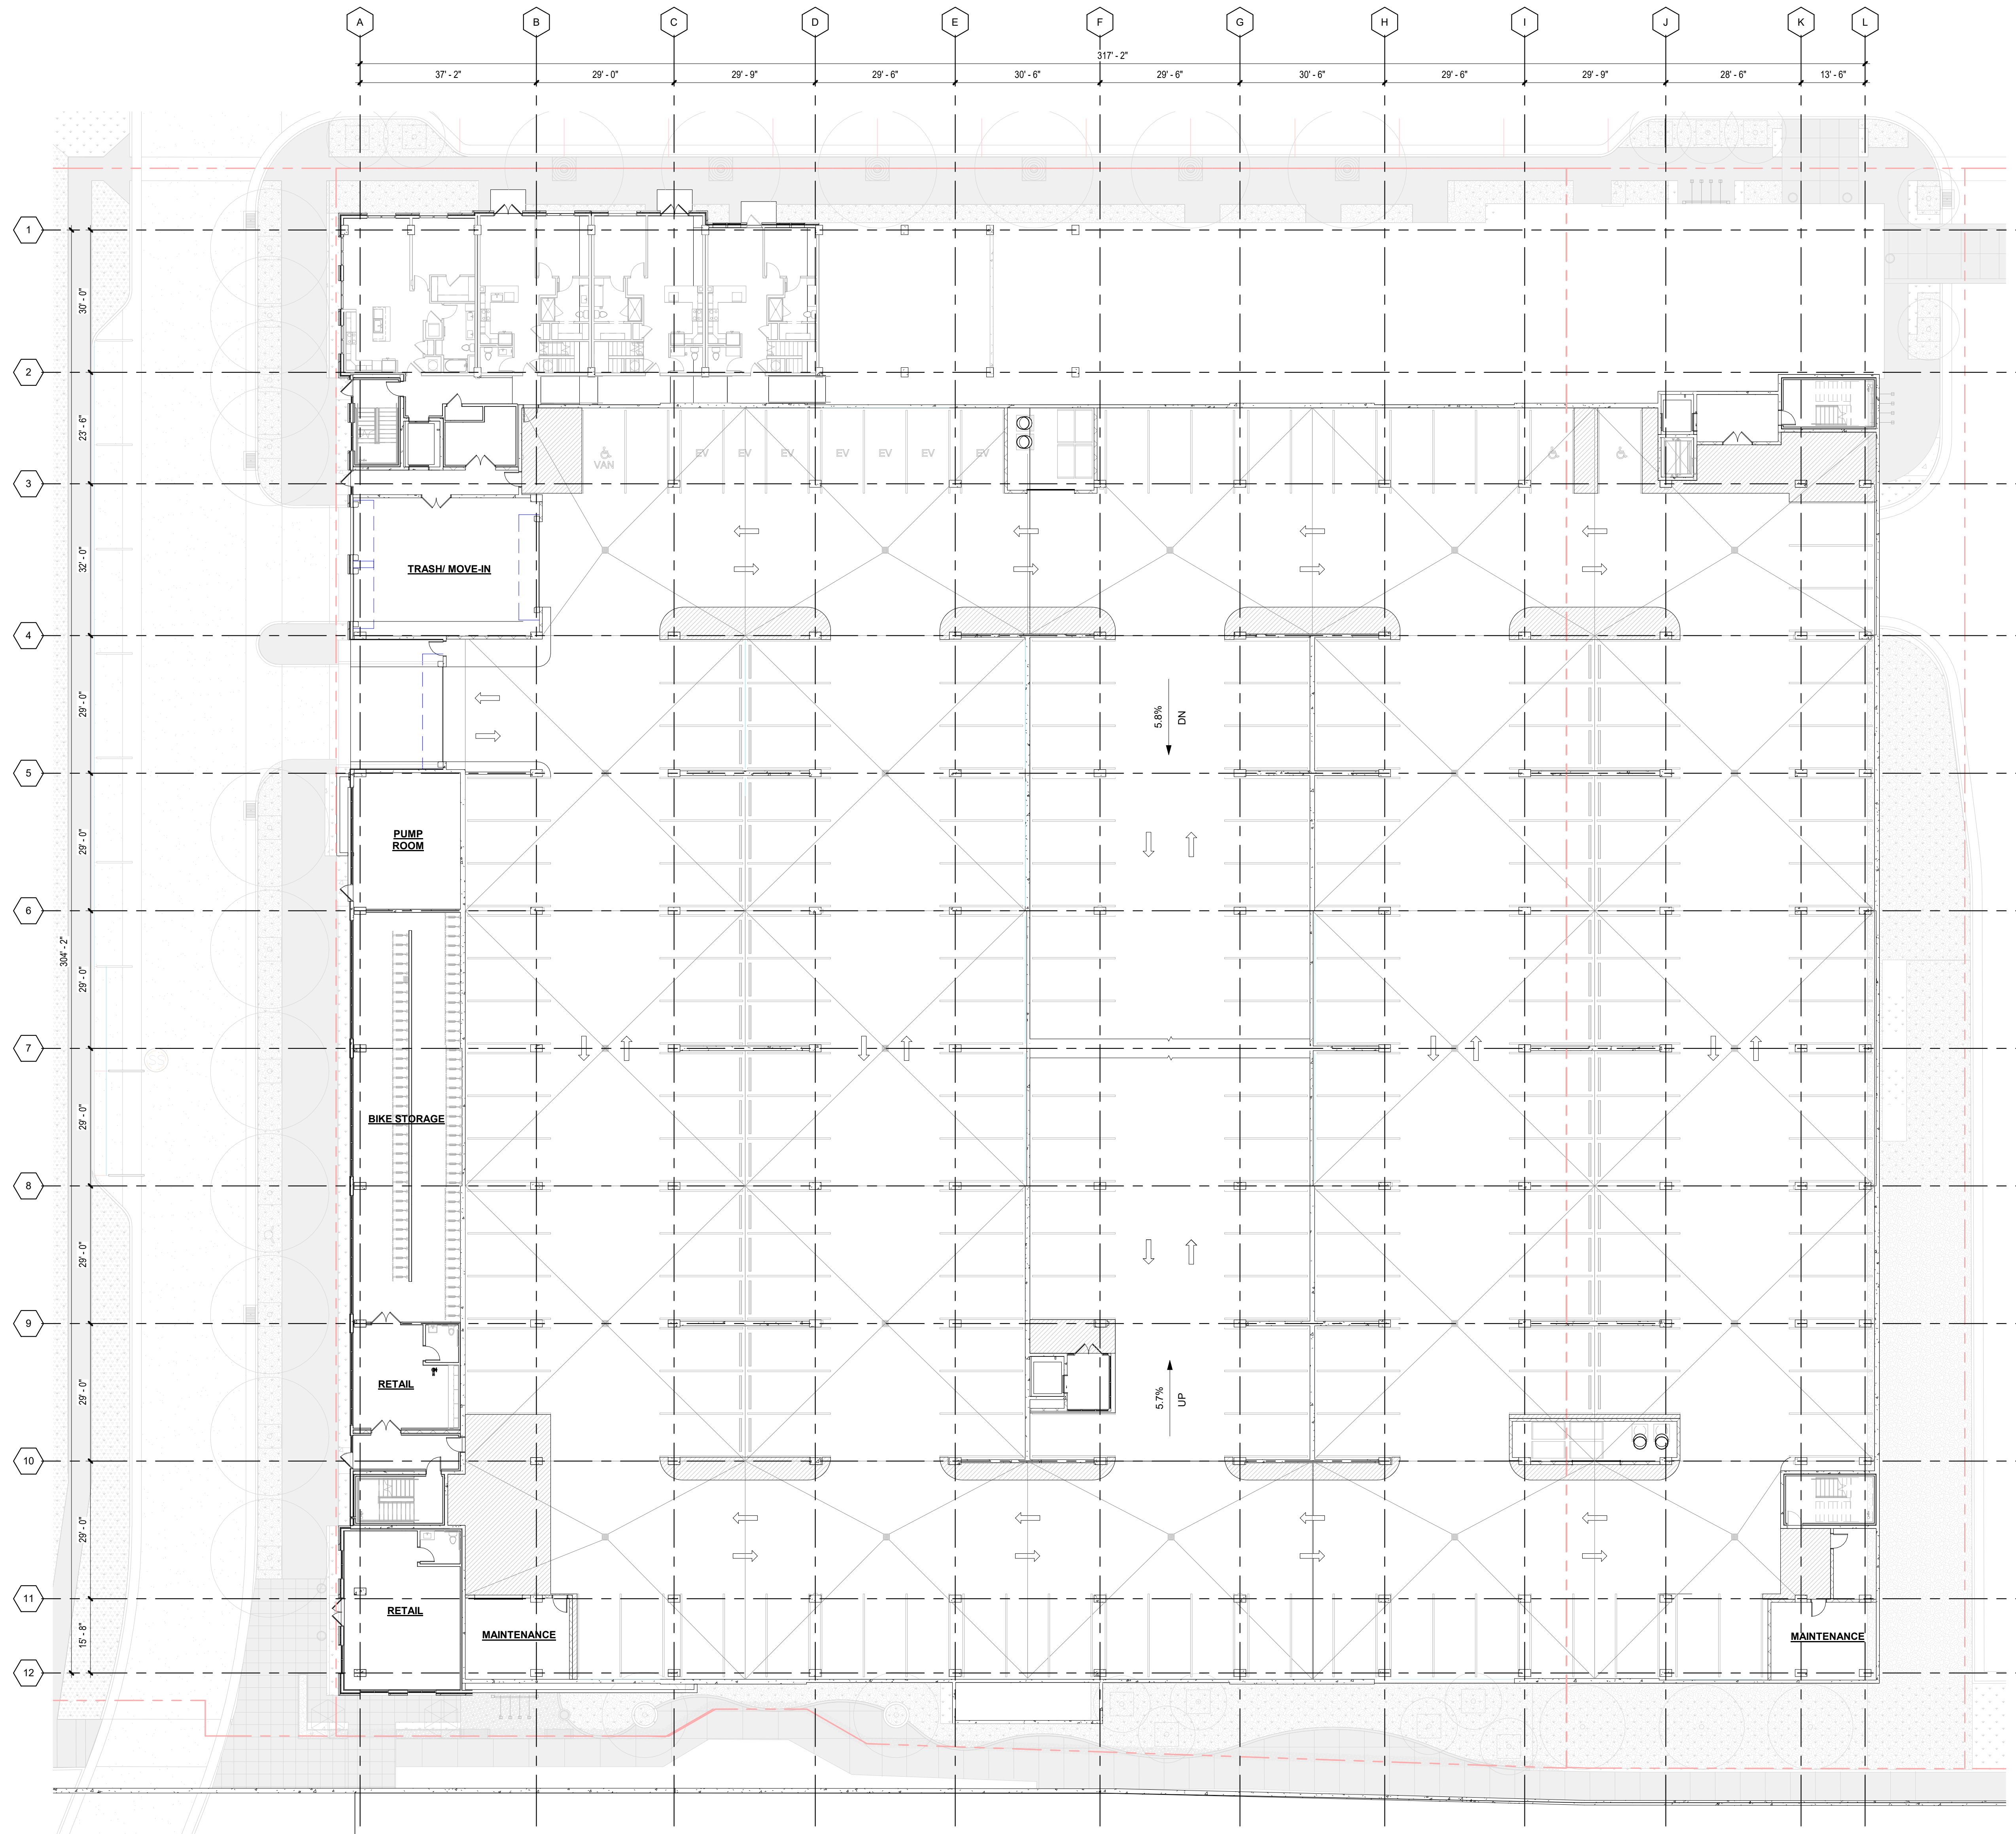 A B C D E F G H I J K L
317' - 2"
37' - 2" 29' - 0" 29' - 9" 29' - 6" 30' - 6" 29' - 6" 30' - 6" 29' - 6" 29' - 9" 28' - 6" 13' - 6"
1
30' - 0"
2
23' - 6"
EV EV EV EV EV EV EV
VAN
3
32' - 0"
TRASH/ MOVE-IN
4
29' - 0"
5.8%
DN
5
29' - 0"
PUMP
ROOM
6
304' - 2"
29' - 0"
7
29' - 0"
BIKE STORAGE
8
29' - 0"
9
29' - 0"
RETAIL
5.7%
UP
10
29' - 0"
11
RETAIL
15' - 8"
MAINTENANCE
MAINTENANCE
12